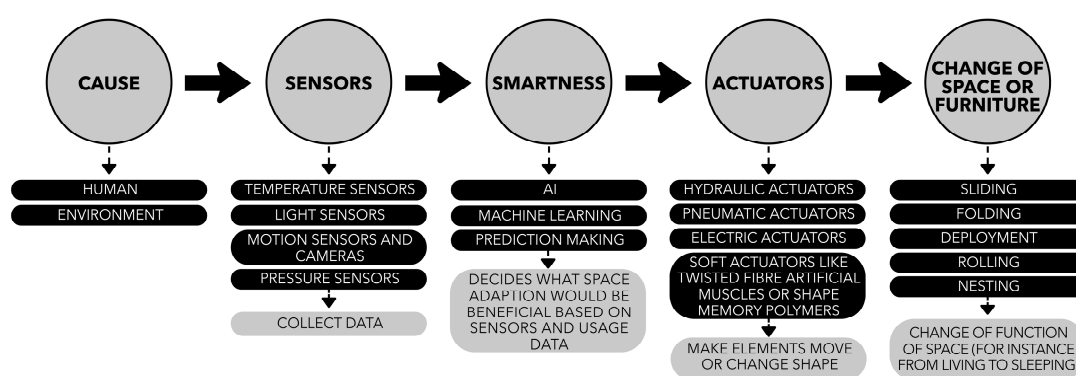 CAUSE
HUMAN
ENVIRONMENT
SENSORS
TEMPERATURE SENSORS
LIGHT SENSORS
MOTION SENSORS AND
CAMERAS
PRESSURE SENSORS
COLLECT DATA
SMARTNESS
AI
MACHINE LEARNING
PREDICTION MAKING
DECIDES WHAT SPACE
ADAPTION WOULD BE
BENEFICIAL BASED ON
SENSORS AND USAGE
DATA
ACTUATORS
HYDRAULIC ACTUATORS
PNEUMATIC ACTUATORS
ELECTRIC ACTUATORS
SOFT ACTUATORS LIKE
TWISTED FIBRE ARTIFICIAL
MUSCLES OR SHAPE
MEMORY POLYMERS
MAKE ELEMENTS MOVE
OR CHANGE SHAPE
CHANGE OF
SPACE OR
FURNITURE
SLIDING
FOLDING
DEPLOYMENT
ROLLING
NESTING
CHANGE OF FUNCTION
OF SPACE (FOR INSTANCE
FROM LIVING TO SLEEPING